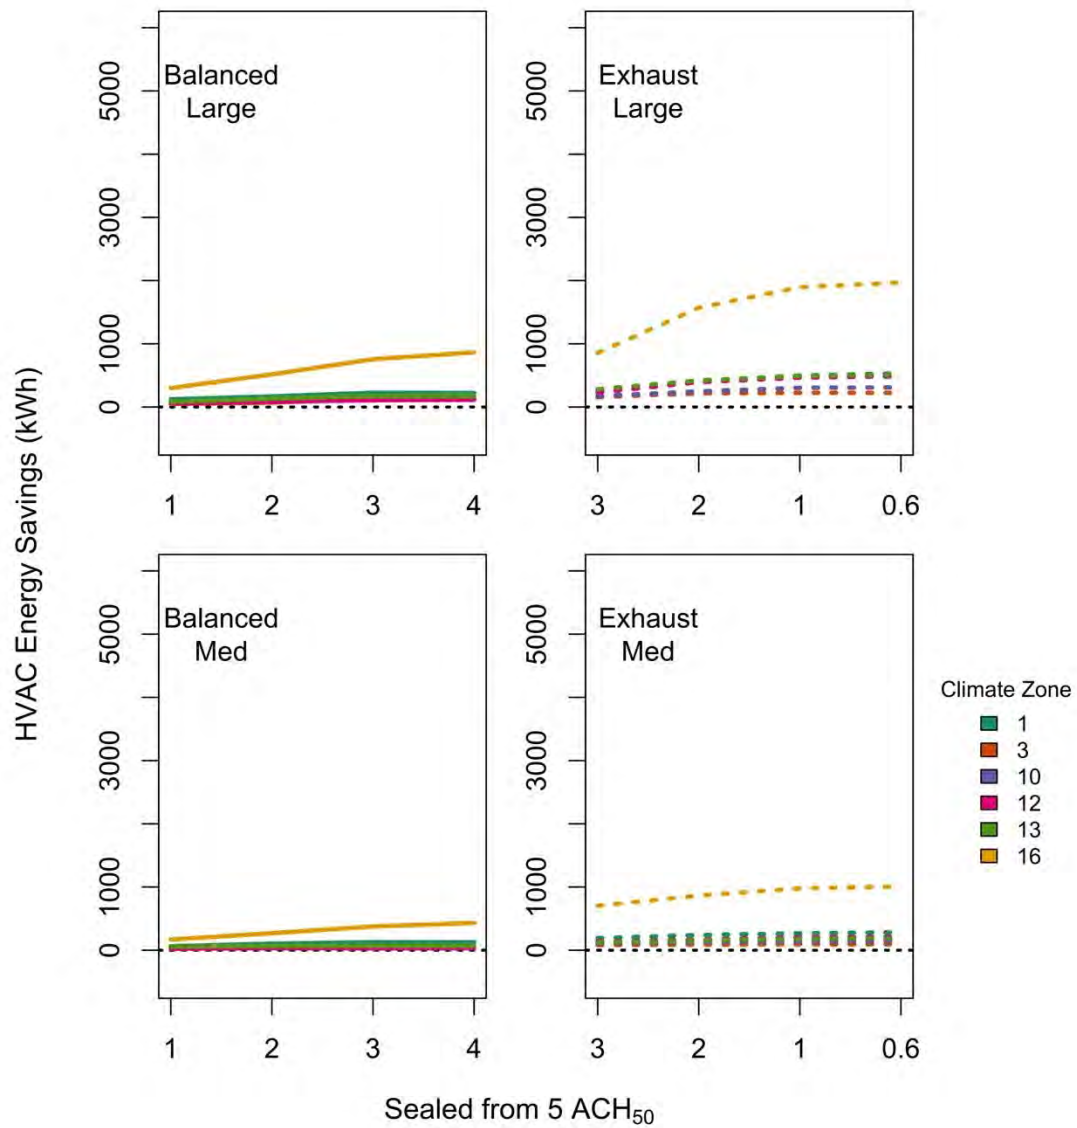 HVAC Energy Savings (kWh)
Balanced
Large
5000
3000
1000
0
1 2 3 4
Exhaust
Large
5000
3000
1000
0
3 2 1 0.6
Balanced
Med
5000
3000
1000
0
1 2 3 4
Exhaust
Med
5000
3000
1000
0
3 2 1 0.6
Climate Zone
1
3
10
12
13
16
Sealed from 5 ACH₅₀